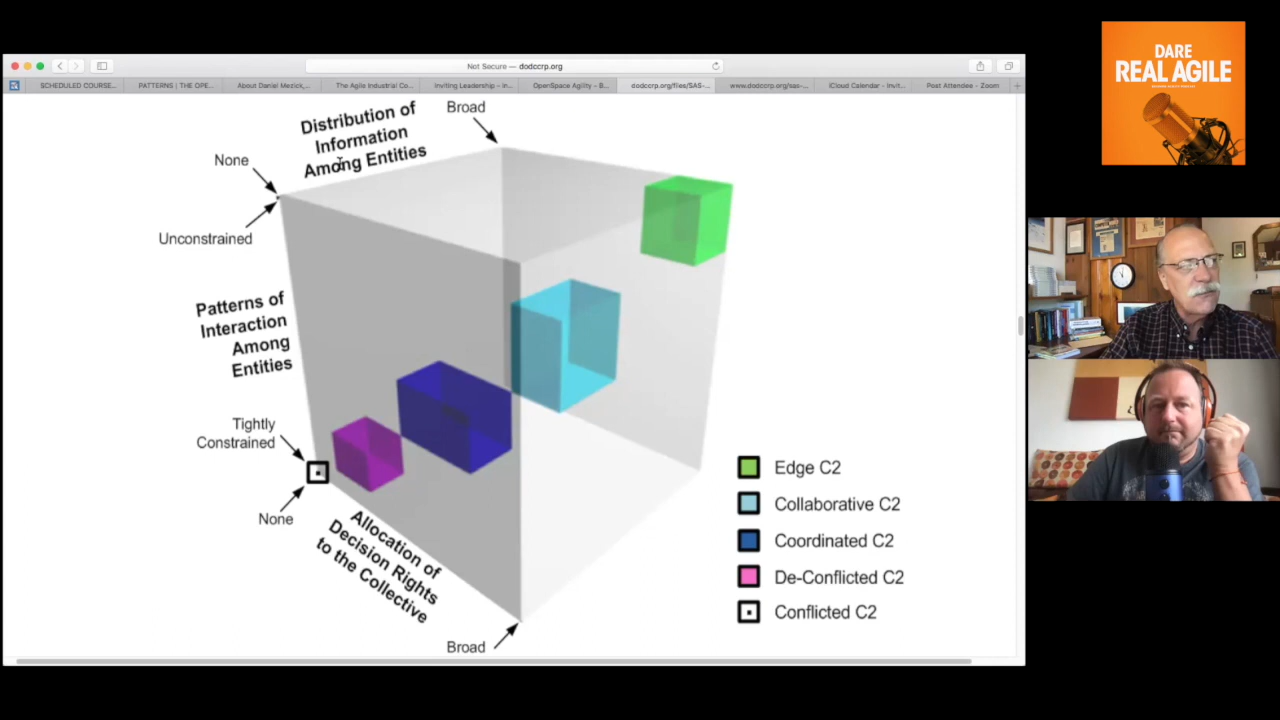 Not Secure — dodccrp.org
SCHEDULED COURSE...
PATTERNS | THE OPE...
About Daniel Mezick,...
The Agile Industrial Co...
Inviting Leadership – In...
OpenSpace Agility – B...
dodccrp.org/files/SAS-...
www.dodccrp.org/sas-...
iCloud Calendar - Invit...
Post Attendee - Zoom
DARE
REAL AGILE
Distribution of
Information
Among Entities
Broad
None
Unconstrained
Patterns of
Interaction
Among
Entities
Tightly
Constrained
None
Allocation of
Decision Rights
to the Collective
Broad
Edge C2
Collaborative C2
Coordinated C2
De-Conflicted C2
Conflicted C2